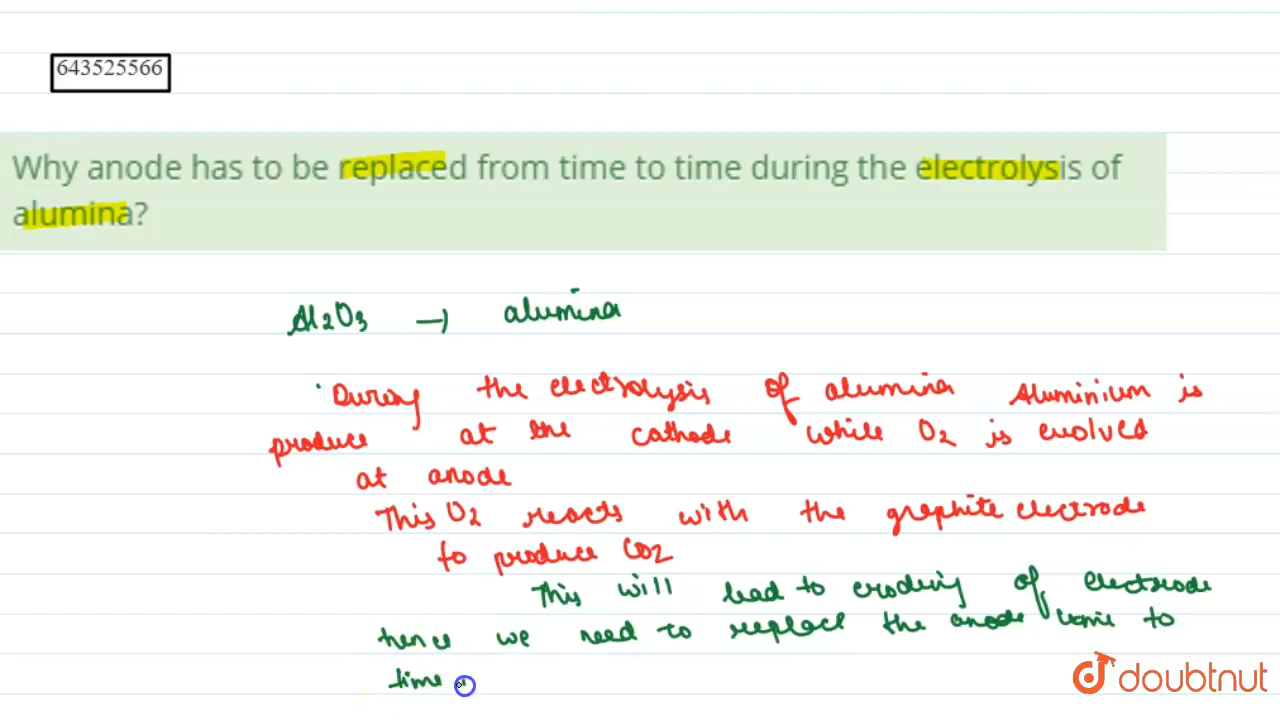 643525566
Why anode has to be replaced from time to time during the electrolysis of
alumina?
Al2O3 → alumina
During the electrolysis of alumina Aluminium is
produce at the cathode while O2 is evolved
at anode
This O2 reacts with the graphite electrode
to produce CO2
This will lead to eroding of electrode
hence we need to replace the anode time to
time
doubtnut